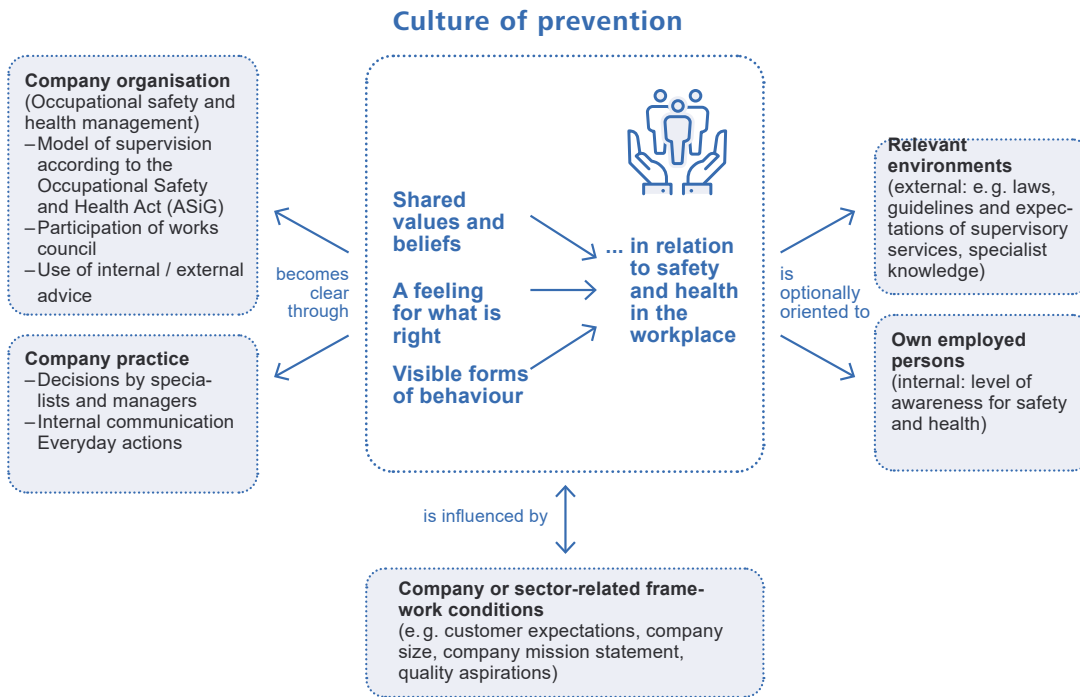 Culture of prevention
Company organisation
(Occupational safety and
health management)
–Model of supervision
according to the
Occupational Safety
and Health Act (ASiG)
–Participation of works
council
–Use of internal / external
advice
Company practice
–Decisions by specia-
lists and managers
–Internal communication
Everyday actions
becomes
clear
through
Shared
values and
beliefs
A feeling
for what is
right
Visible forms
of behaviour
... in relation
to safety
and health
in the
workplace
is
optionally
oriented to
Relevant
environments
(external: e. g. laws,
guidelines and expec-
tations of supervisory
services, specialist
knowledge)
Own employed
persons
(internal: level of
awareness for safety
and health)
is influenced by
Company or sector-related frame-
work conditions
(e. g. customer expectations, company
size, company mission statement,
quality aspirations)